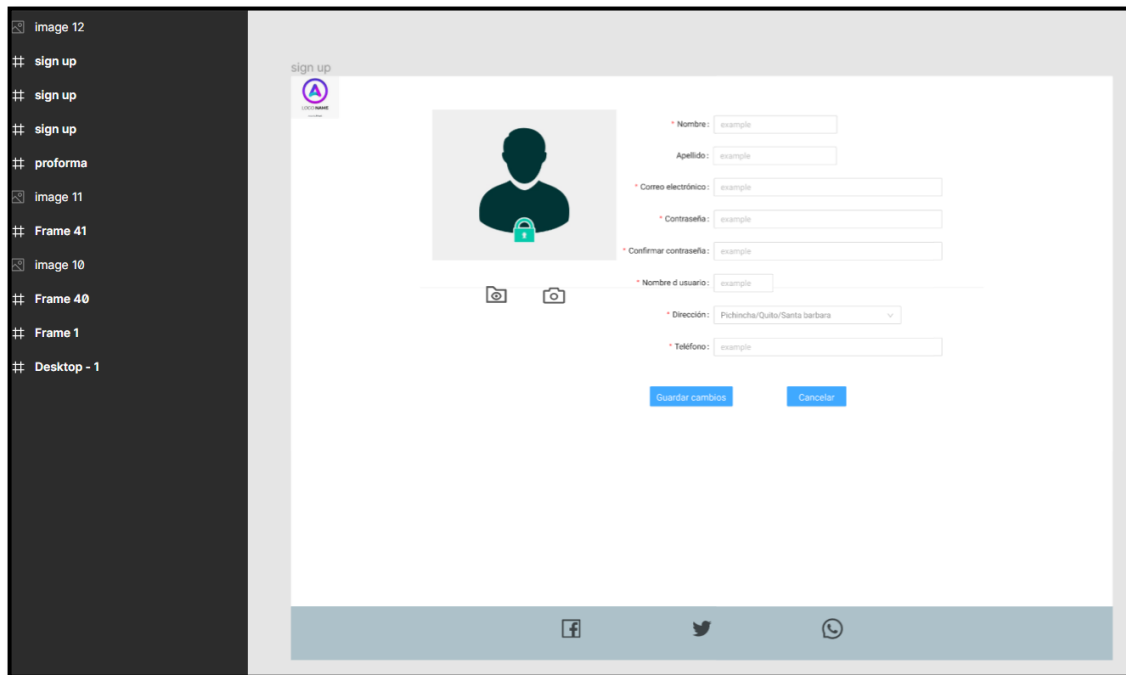 image 12
sign up
sign up
sign up
proforma
image 11
Frame 41
image 10
Frame 40
Frame 1
Desktop - 1
sign up
LOGO NAME
* Nombre: example
Apellido: example
* Correo electrónico: example
* Contraseña: example
* Confirmar contraseña: example
* Nombre d usuario: example
* Dirección: Pichincha/Quito/Santa barbara
* Teléfono: example
Guardar cambios Cancelar